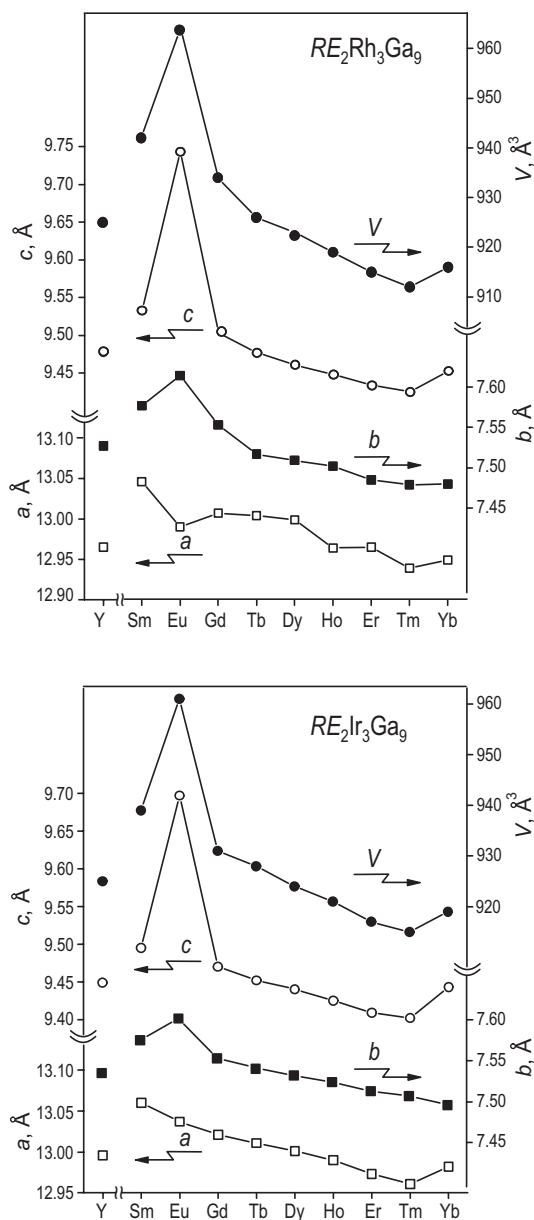 RE₂Rh₃Ga₉
960
950
940
930
920
910
V, Å³
9.75
9.70
9.65
9.60
9.55
9.50
9.45
c, Å
V
c
7.60
7.55
7.50
7.45
b, Å
13.10
13.05
13.00
12.95
12.90
a, Å
b
a
Y Sm Eu Gd Tb Dy Ho Er Tm Yb
RE₂Ir₃Ga₉
960
950
940
930
920
V, Å³
9.70
9.65
9.60
9.55
9.50
9.45
9.40
c, Å
V
c
7.60
7.55
7.50
7.45
b, Å
13.10
13.05
13.00
12.95
a, Å
b
a
Y Sm Eu Gd Tb Dy Ho Er Tm Yb